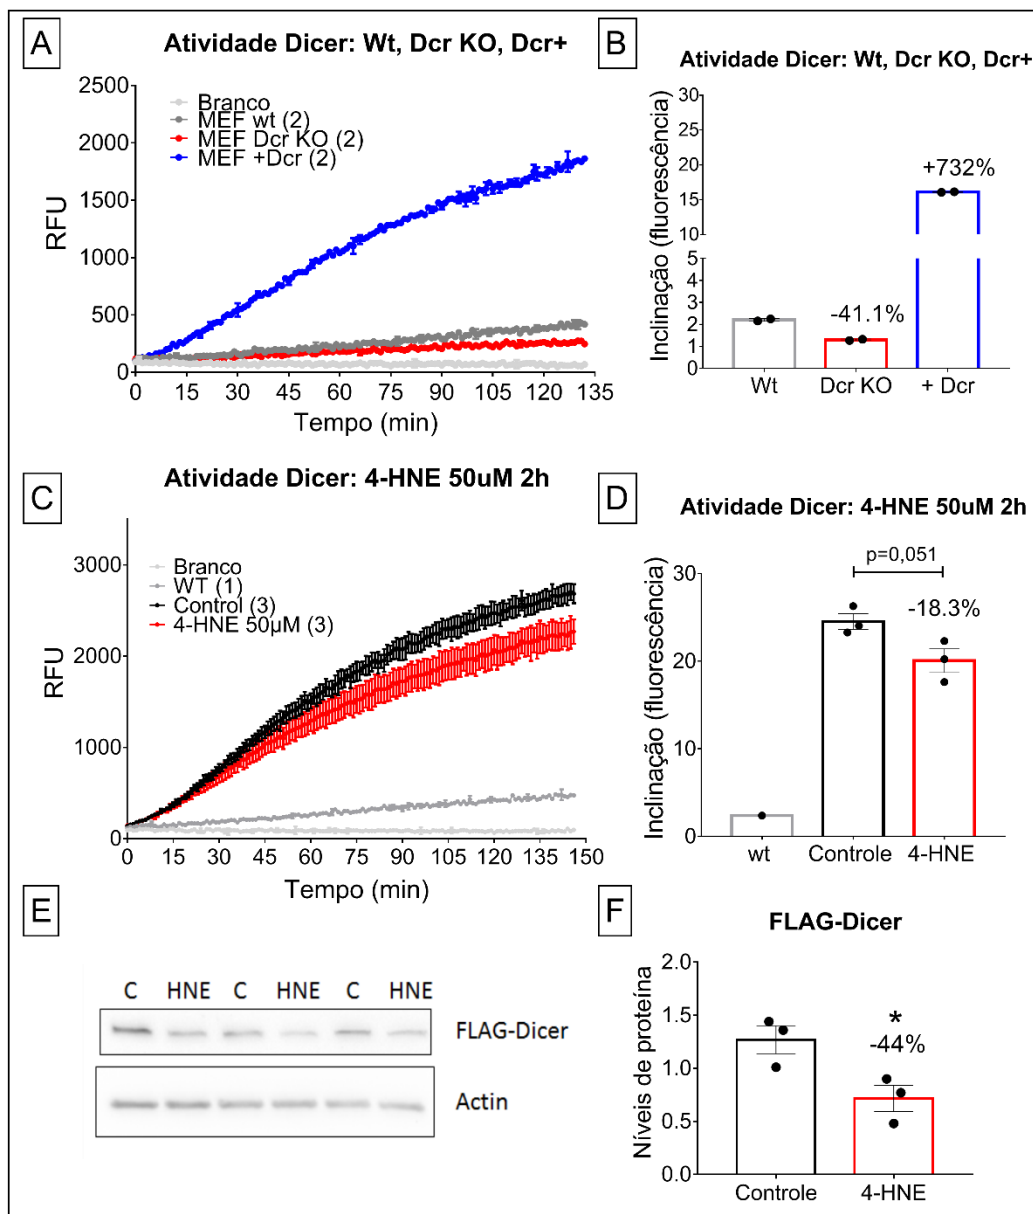 A
Atividade Dicer: Wt, Dcr KO, Dcr+
Branco
MEF wt (2)
MEF Dcr KO (2)
MEF +Dcr (2)
RFU
2500
2000
1500
1000
500
0
0 15 30 45 60 75 90 105 120 135
Tempo (min)
B
Atividade Dicer: Wt, Dcr KO, Dcr+
Inclinação (fluorescência)
30
25
20
15
10
5
4
3
2
1
0
-41.1%
+732%
Wt Dcr KO + Dcr
C
Atividade Dicer: 4-HNE 50uM 2h
Branco
WT (1)
Control (3)
4-HNE 50µM (3)
RFU
3000
2000
1000
0
0 15 30 45 60 75 90 105 120 135 150
Tempo (min)
D
Atividade Dicer: 4-HNE 50uM 2h
Inclinação (fluorescência)
30
20
10
0
p=0,051
-18.3%
wt Controle 4-HNE
E
C HNE C HNE C HNE
FLAG-Dicer
Actin
F
FLAG-Dicer
Níveis de proteína
2.0
1.5
1.0
0.5
0.0
*
-44%
Controle 4-HNE